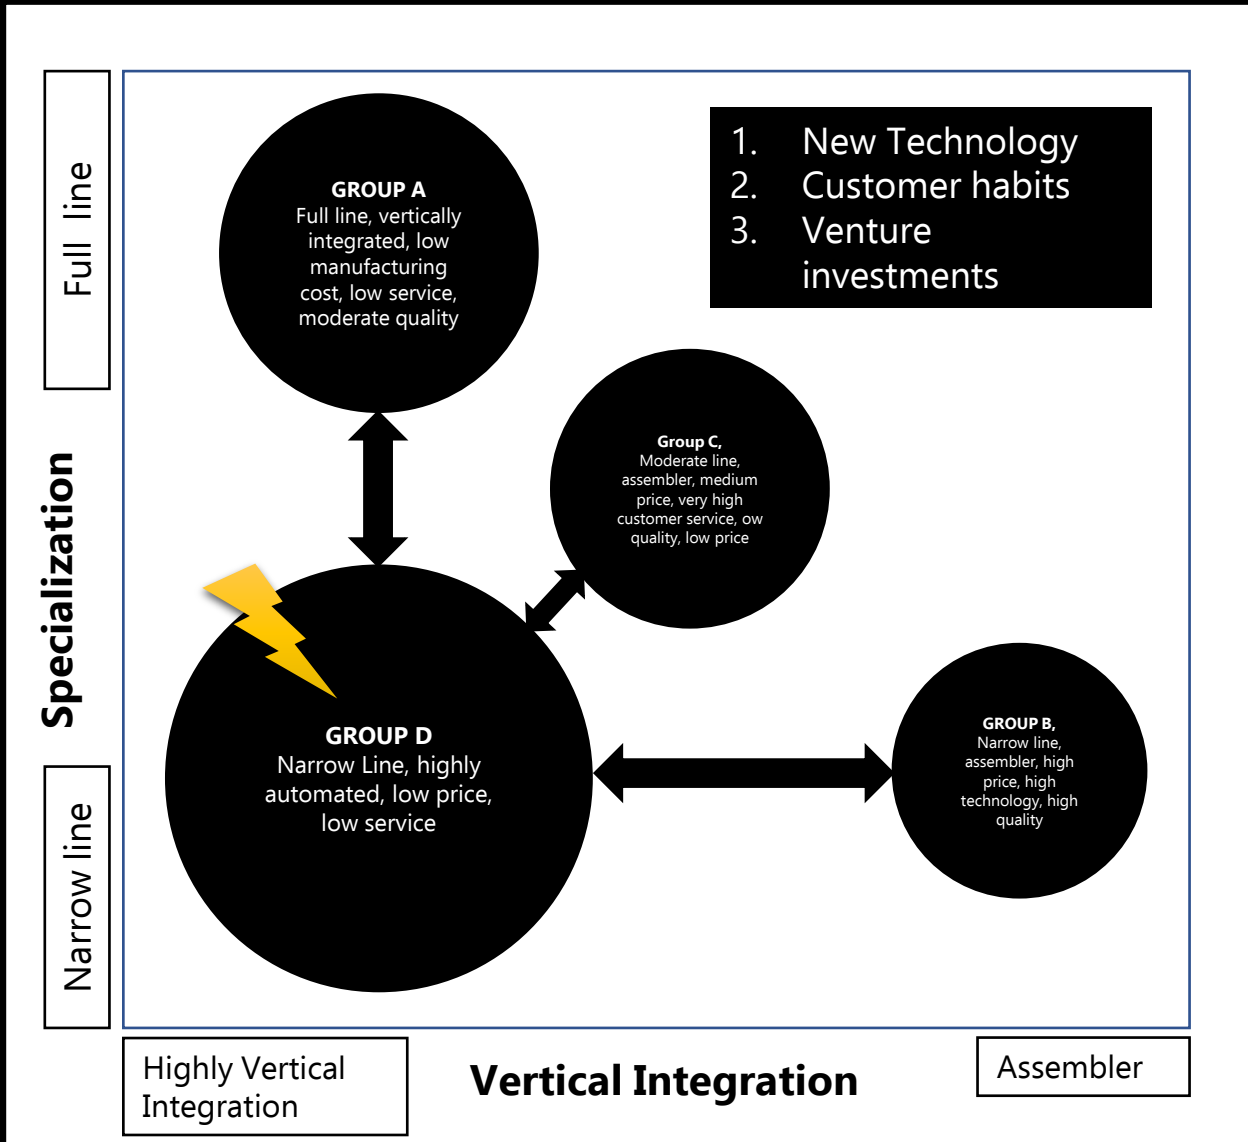 Full line
Specialization
Narrow line
GROUP A
Full line, vertically
integrated, low
manufacturing
cost, low service,
moderate quality
1. New Technology
2. Customer habits
3. Venture
investments
Group C,
Moderate line,
assembler, medium
price, very high
customer service, ow
quality, low price
GROUP D
Narrow Line, highly
automated, low price,
low service
GROUP B,
Narrow line,
assembler, high
price, high
technology, high
quality
Highly Vertical
Integration
Vertical Integration
Assembler